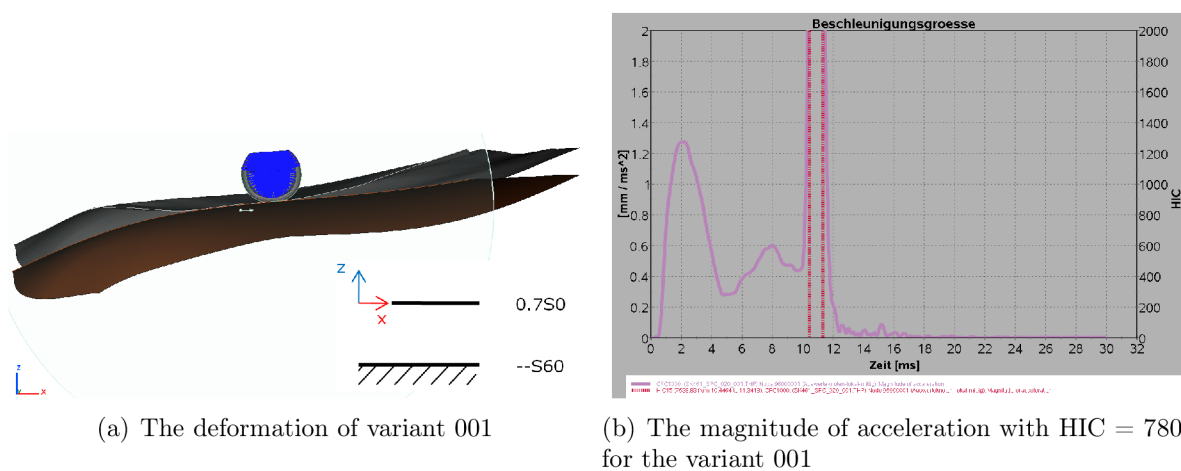 z
x
0.7S0
--S60
z
x
Beschleunigungsgroesse
[mm / ms^2]
2
1.8
1.6
1.4
1.2
1
0.8
0.6
0.4
0.2
0
0 2 4 6 8 10 12 14 16 18 20 22 24 26 28 30 32
Zeit [ms]
2000
1800
1600
1400
1200
1000
800
600
400
200
0
HIC
Magnitude of acceleration
(a) The deformation of variant 001
(b) The magnitude of acceleration with HIC = 780
for the variant 001